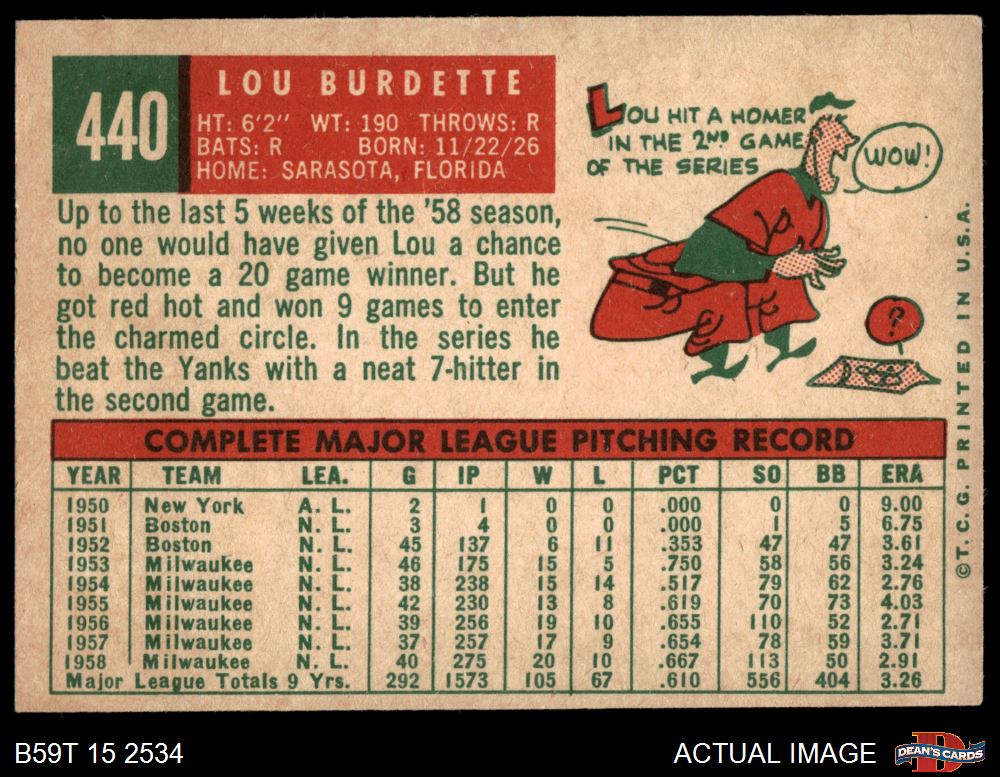 440
LOU BURDETTE
HT: 6'2" WT: 190 THROWS: R
BATS: R BORN: 11/22/26
HOME: SARASOTA, FLORIDA
LOU HIT A HOMER
IN THE 2ND GAME
OF THE SERIES
WOW!
?
Up to the last 5 weeks of the '58 season,
no one would have given Lou a chance
to become a 20 game winner. But he
got red hot and won 9 games to enter
the charmed circle. In the series he
beat the Yanks with a neat 7-hitter in
the second game.
COMPLETE MAJOR LEAGUE PITCHING RECORD
YEAR TEAM LEA. G IP W L PCT SO BB ERA
1950 New York A. L. 2 1 0 0 .000 0 0 9.00
1951 Boston N. L. 3 4 0 0 .000 1 5 6.75
1952 Boston N. L. 45 137 6 11 .353 47 47 3.61
1953 Milwaukee N. L. 46 175 15 5 .750 58 56 3.24
1954 Milwaukee N. L. 38 238 15 14 .517 79 62 2.76
1955 Milwaukee N. L. 42 230 13 8 .619 70 73 4.03
1956 Milwaukee N. L. 39 256 19 10 .655 110 52 2.71
1957 Milwaukee N. L. 37 257 17 9 .654 78 59 3.71
1958 Milwaukee N. L. 40 275 20 10 .667 113 50 2.91
Major League Totals 9 Yrs. 292 1573 105 67 .610 556 404 3.26
©T. C. G. PRINTED IN U.S.A.
B59T 15 2534
ACTUAL IMAGE
D
DEAN'S CARDS